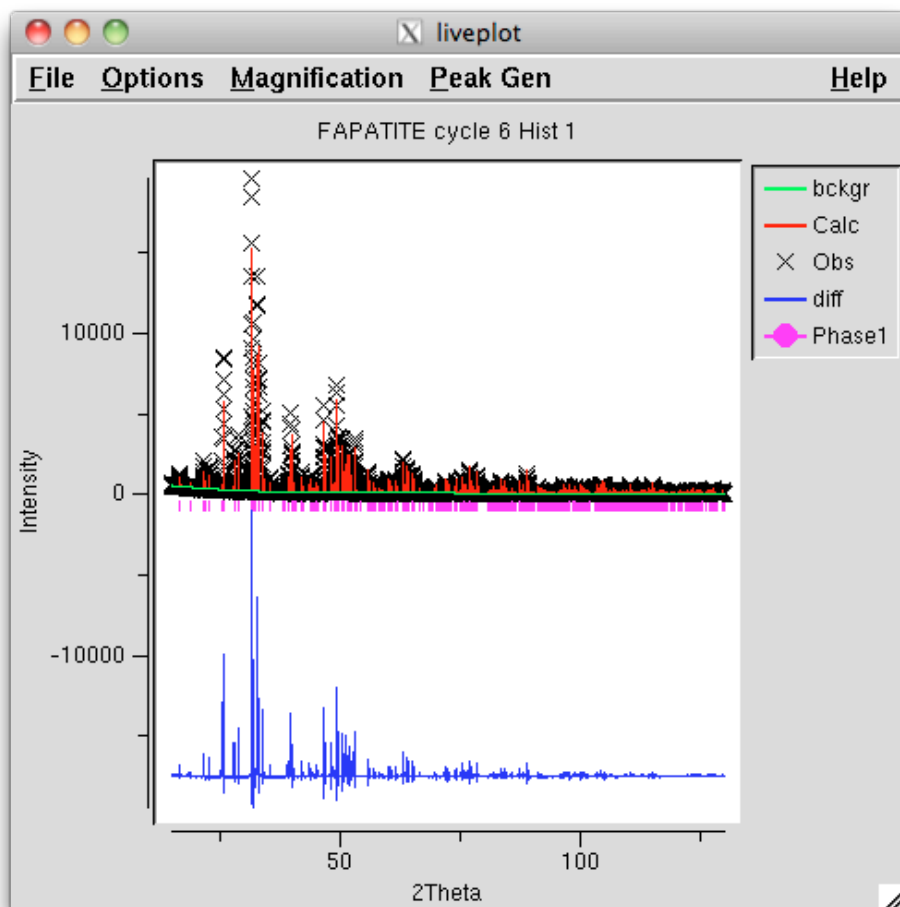 liveplot
File Options Magnification Peak Gen Help
FAPATITE cycle 6 Hist 1
bckgr
Calc
Obs
diff
Phase1
10000
0
-10000
Intensity
50 100
2Theta